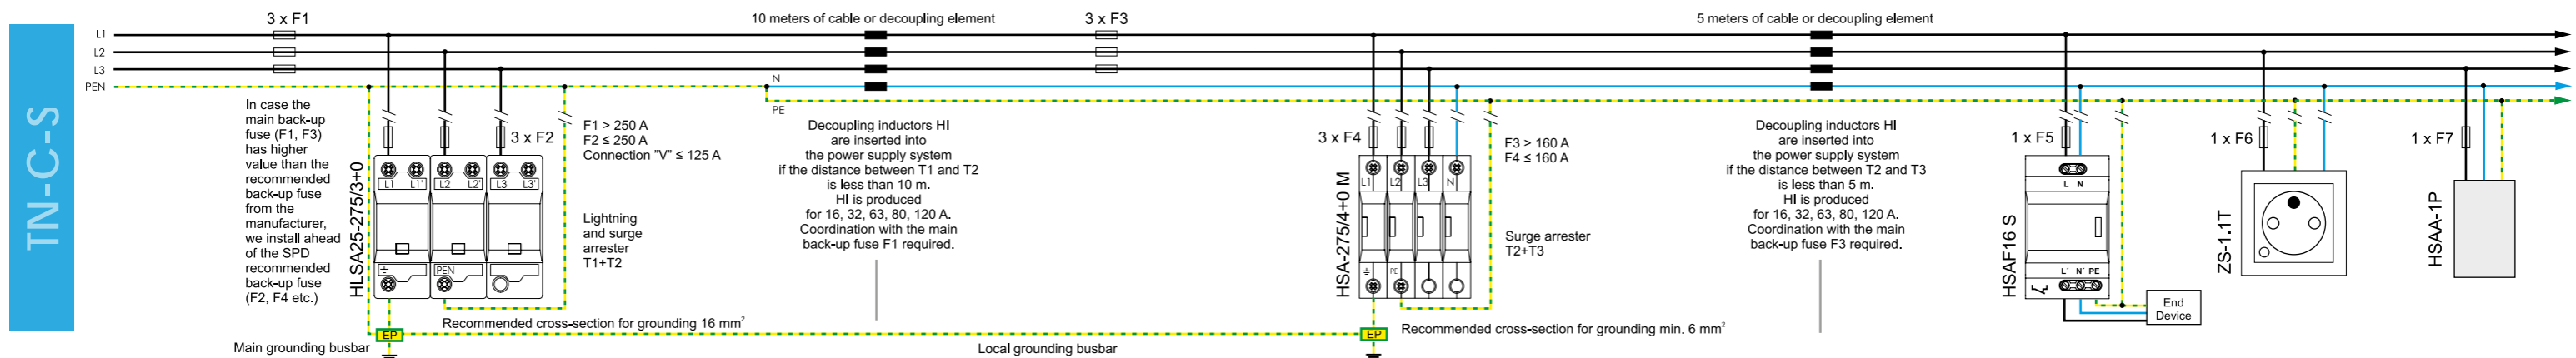 TN-C-S
3 x F1
10 meters of cable or decoupling element
3 x F3
5 meters of cable or decoupling element
L1
L2
L3
PEN
N
PE
In case the
main back-up
fuse (F1, F3)
has higher
value than the
recommended
back-up fuse
from the
manufacturer,
we install ahead
of the SPD
recommended
back-up fuse
(F2, F4 etc.)
HLSA25-275/3+0
3 x F2
L1 L1' L2 L2' L3 L3'
PEN
F1 > 250 A
F2 ≤ 250 A
Connection "V" ≤ 125 A
Lightning
and surge
arrester
T1+T2
Decoupling inductors HI
are inserted into
the power supply system
if the distance between T1 and T2
is less than 10 m.
HI is produced
for 16, 32, 63, 80, 120 A.
Coordination with the main
back-up fuse F1 required.
3 x F4
HSA-275/4+0 M
L1 L2 L3 N
PE
F3 > 160 A
F4 ≤ 160 A
Surge arrester
T2+T3
Decoupling inductors HI
are inserted into
the power supply system
if the distance between T2 and T3
is less than 5 m.
HI is produced
for 16, 32, 63, 80, 120 A.
Coordination with the main
back-up fuse F3 required.
1 x F5
HSAF16 S
L N
L' N' PE
End
Device
1 x F6
ZS-1.1T
1 x F7
HSAA-1P
Recommended cross-section for grounding 16 mm²
Recommended cross-section for grounding min. 6 mm²
EP
EP
Main grounding busbar
Local grounding busbar